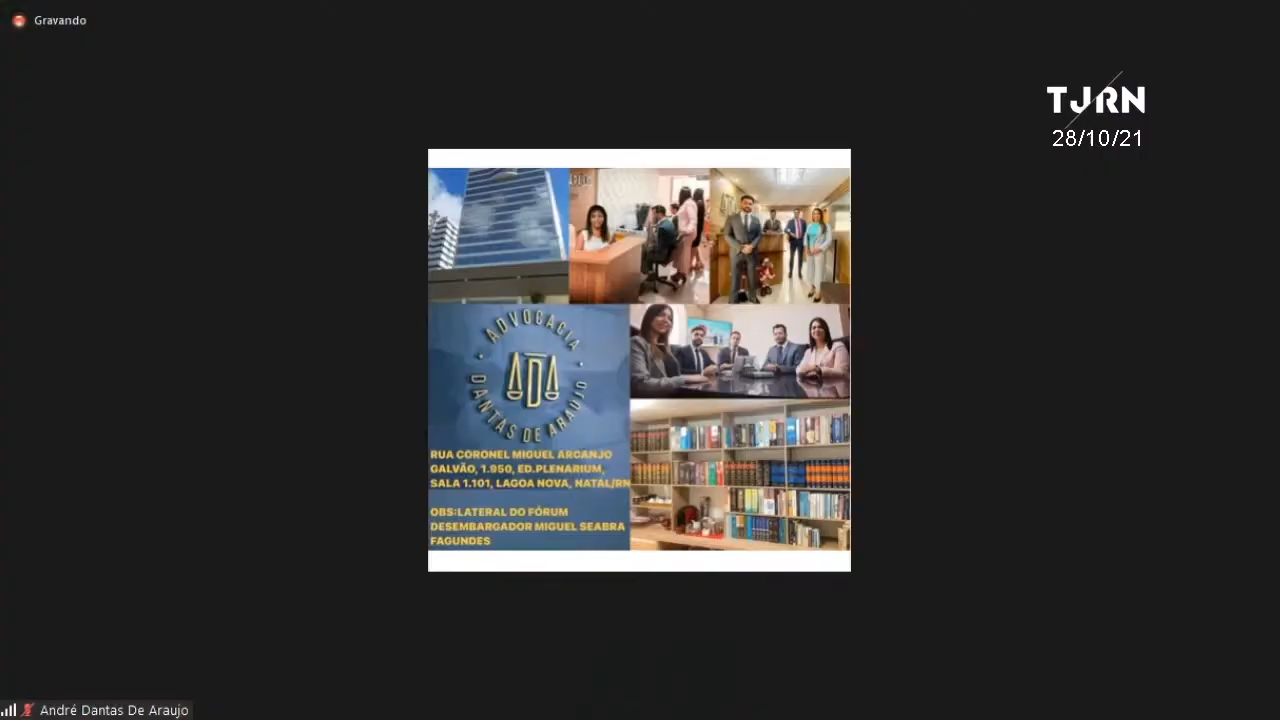 Gravando
TJRN
28/10/21
ADVOCACIA
DANTAS DE ARAUJO
RUA CORONEL MIGUEL ARCANJO
GALVÃO, 1.950, ED.PLENARIUM,
SALA 1.101, LAGOA NOVA, NATAL/RN
OBS:LATERAL DO FÓRUM
DESEMBARGADOR MIGUEL SEABRA
FAGUNDES
André Dantas De Araujo